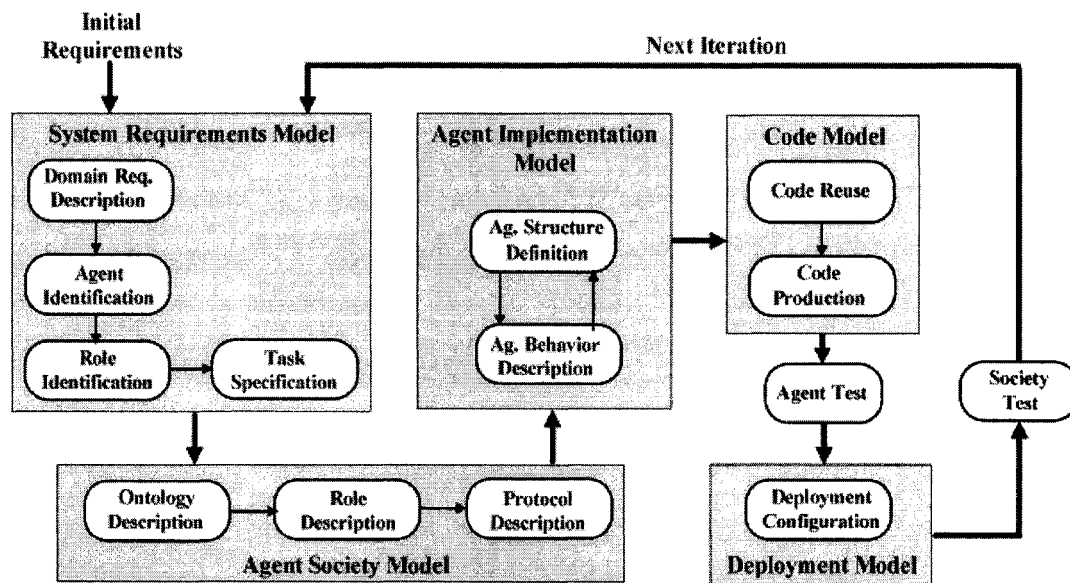 Initial
Requirements
Next Iteration
System Requirements Model
Domain Req.
Description
Agent
Identification
Role
Identification
Task
Specification
Agent Implementation
Model
Ag. Structure
Definition
Ag. Behavior
Description
Code Model
Code Reuse
Code
Production
Agent Test
Society
Test
Ontology
Description
Role
Description
Protocol
Description
Agent Society Model
Deployment
Configuration
Deployment Model